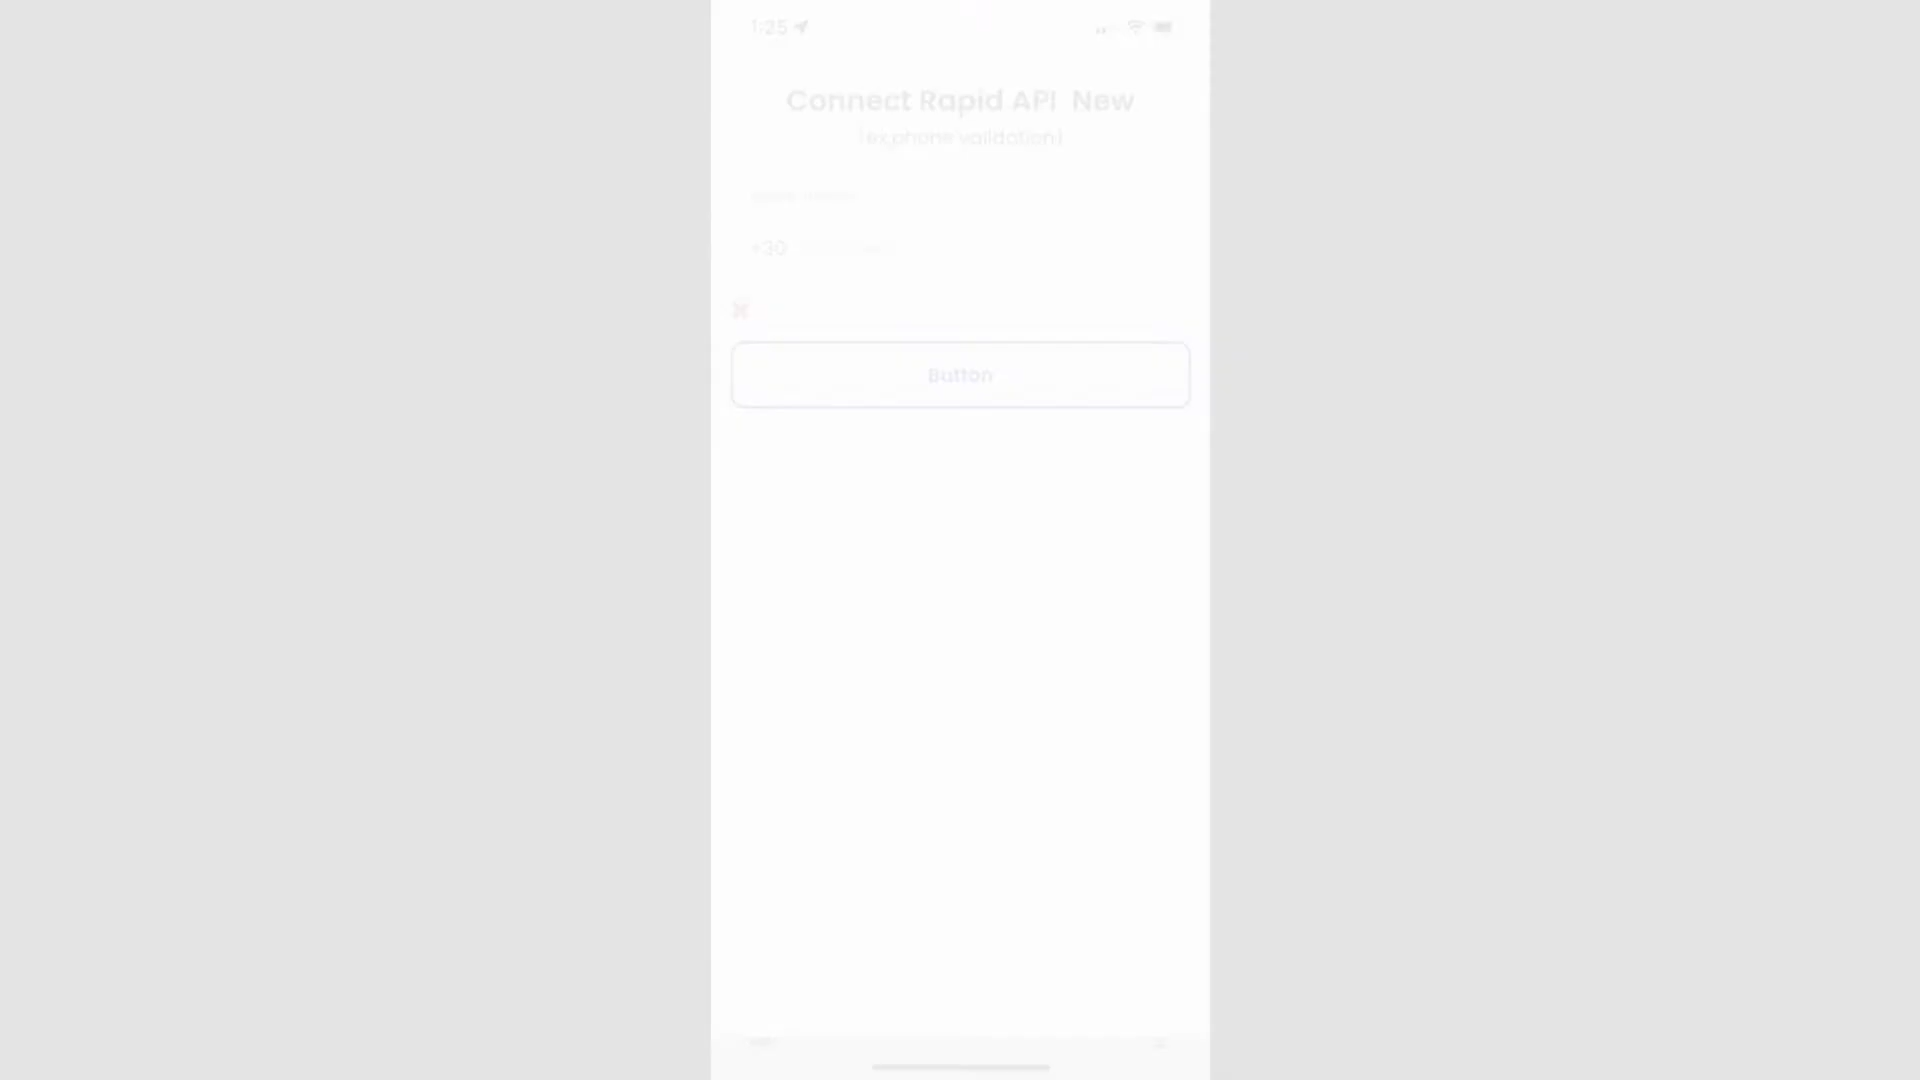 1:25
Connect Rapid API New
(ex.phone validation)
+30
Button